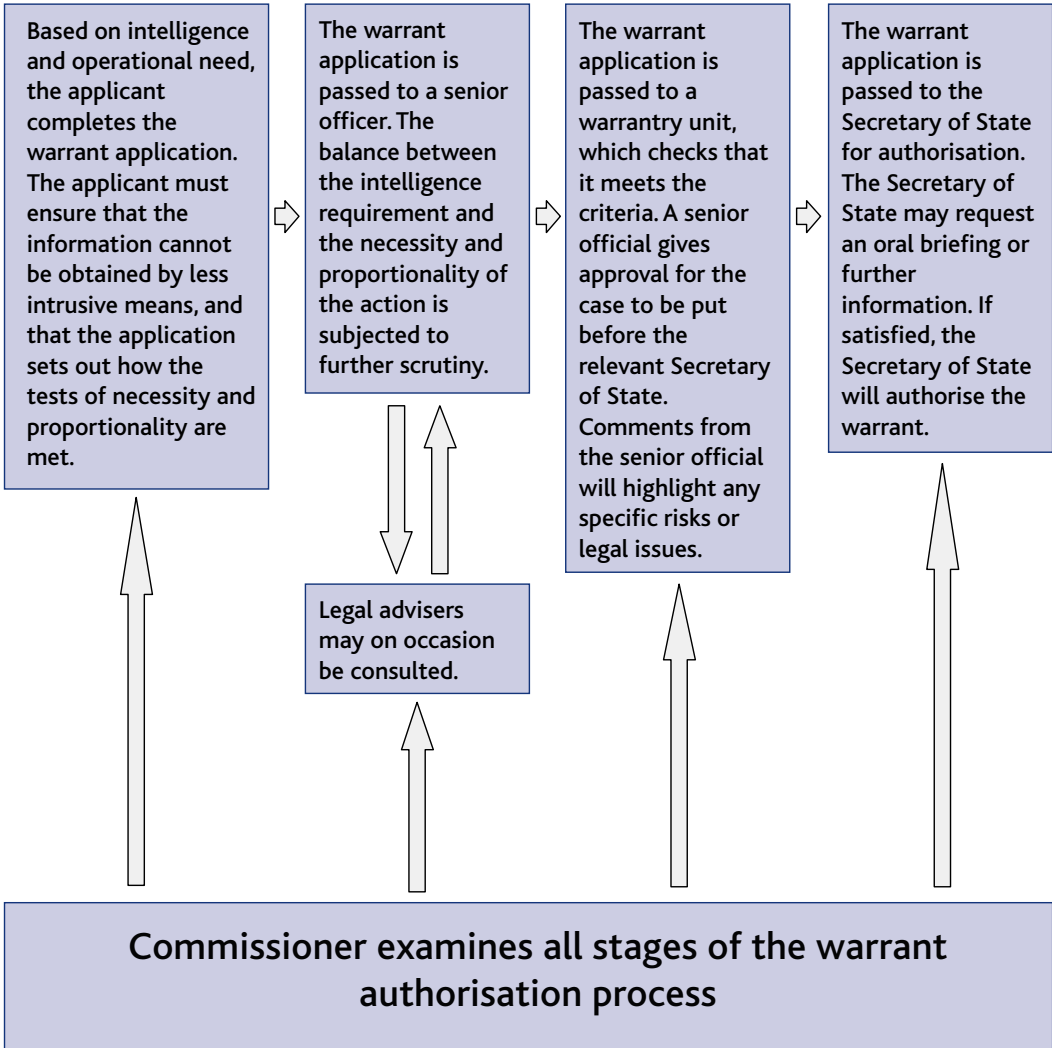 Based on intelligence
and operational need,
the applicant
completes the
warrant application.
The applicant must
ensure that the
information cannot
be obtained by less
intrusive means, and
that the application
sets out how the
tests of necessity and
proportionality are
met.
The warrant
application is
passed to a senior
officer. The
balance between
the intelligence
requirement and
the necessity and
proportionality of
the action is
subjected to
further scrutiny.
Legal advisers
may on occasion
be consulted.
The warrant
application is
passed to a
warrantry unit,
which checks that
it meets the
criteria. A senior
official gives
approval for the
case to be put
before the
relevant Secretary
of State.
Comments from
the senior official
will highlight any
specific risks or
legal issues.
The warrant
application is
passed to the
Secretary of State
for authorisation.
The Secretary of
State may request
an oral briefing or
further
information. If
satisfied, the
Secretary of State
will authorise the
warrant.
Commissioner examines all stages of the warrant
authorisation process